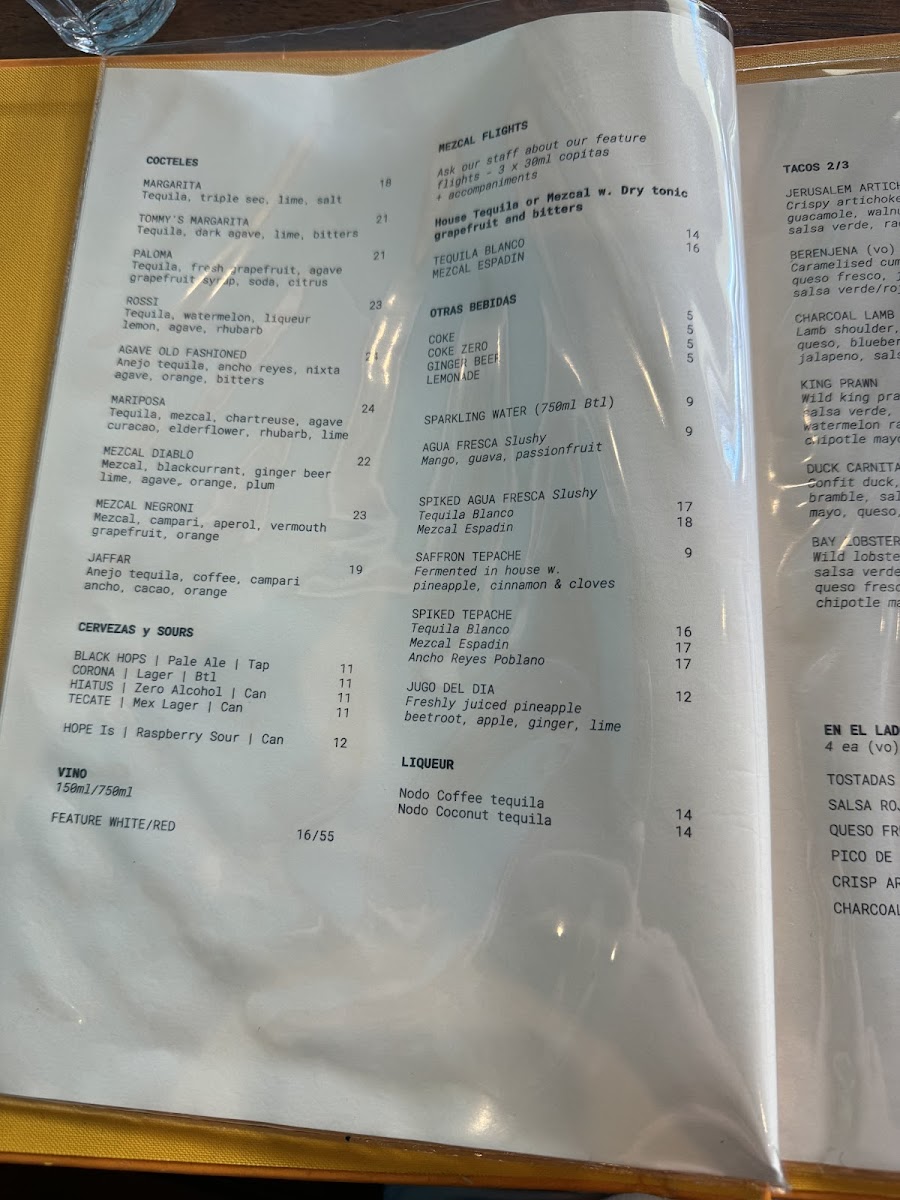 COCTELES
MARGARITA 18
Tequila, triple sec, lime, salt
TOMMY'S MARGARITA 21
Tequila, dark agave, lime, bitters
PALOMA 21
Tequila, fresh grapefruit, agave
grapefruit syrup, soda, citrus
ROSSI 23
Tequila, watermelon, liqueur
lemon, agave, rhubarb
AGAVE OLD FASHIONED
Anejo tequila, ancho reyes, nixta
agave, orange, bitters
MARIPOSA 24
Tequila, mezcal, chartreuse, agave
curacao, elderflower, rhubarb, lime
MEZCAL DIABLO 22
Mezcal, blackcurrant, ginger beer
lime, agave, orange, plum
MEZCAL NEGRONI 23
Mezcal, campari, aperol, vermouth
grapefruit, orange
JAFFAR 19
Anejo tequila, coffee, campari
ancho, cacao, orange
CERVEZAS y SOURS
BLACK HOPS | Pale Ale | Tap 11
CORONA | Lager | Btl 11
HIATUS | Zero Alcohol | Can 11
TECATE | Mex Lager | Can 11
HOPE Is | Raspberry Sour | Can 12
VINO
150ml/750ml
FEATURE WHITE/RED 16/55
MEZCAL FLIGHTS
Ask our staff about our feature
flights - 3 x 30ml copitas
+ accompaniments
House Tequila or Mezcal w. Dry tonic
grapefruit and bitters
TEQUILA BLANCO 14
MEZCAL ESPADIN 16
OTRAS BEBIDAS
COKE 5
COKE ZERO 5
GINGER BEER 5
LEMONADE 5
SPARKLING WATER (750ml Btl) 9
AGUA FRESCA Slushy 9
Mango, guava, passionfruit
SPIKED AGUA FRESCA Slushy
Tequila Blanco 17
Mezcal Espadin 18
SAFFRON TEPACHE 9
Fermented in house w.
pineapple, cinnamon & cloves
SPIKED TEPACHE
Tequila Blanco 16
Mezcal Espadin 17
Ancho Reyes Poblano 17
JUGO DEL DIA 12
Freshly juiced pineapple
beetroot, apple, ginger, lime
LIQUEUR
Nodo Coffee tequila 14
Nodo Coconut tequila 14
TACOS 2/3
JERUSALEM
Crispy artichoke
guacamole,
salsa verde,
BERENJENA (vo)
Caramelised
queso fresco,
salsa
CHARCOAL LAMB
Lamb shoulder,
queso,
jalapeno,
KING PRAWN
Wild king
salsa verde,
watermelon
chipotle mayo
DUCK
Confit duck,
bramble,
mayo, queso,
BAY LOBSTER
Wild
salsa verde
queso
chipotle
EN EL
4 ea (vo)
TOSTADAS
SALSA
QUESO
PICO DE
CRISP
CHARCOAL